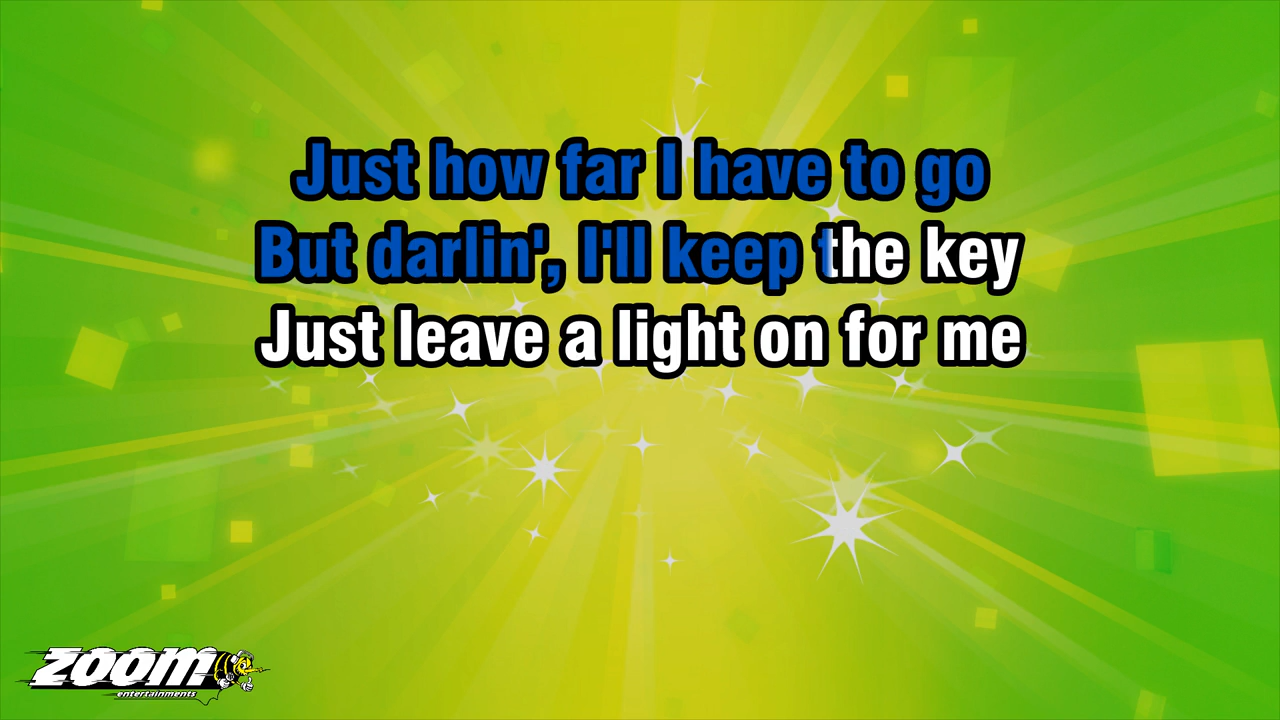 Just how far I have to go
But darlin', I'll keep the key
Just leave a light on for me
ZOOM
entertainments